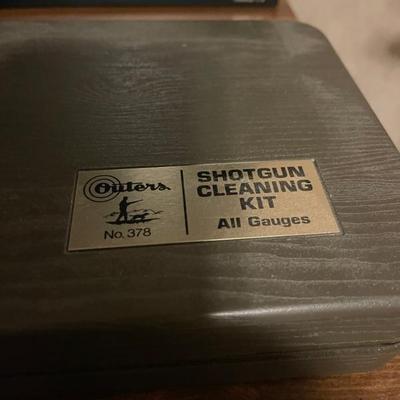 Outers
No. 378
SHOTGUN
CLEANING
KIT
All Gauges